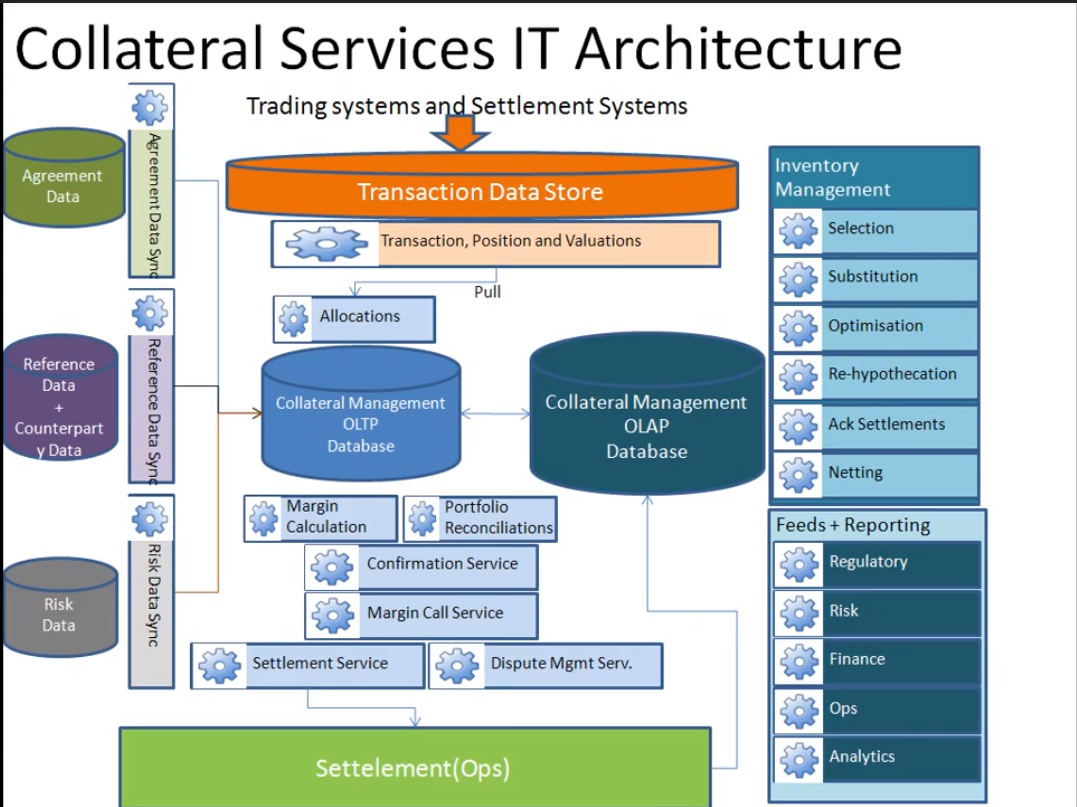 Collateral Services IT Architecture
Trading systems and Settlement Systems
Agreement
Data
Agreement Data Sync
Transaction Data Store
Transaction, Position and Valuations
Pull
Allocations
Reference
Data
+
Counterpart
y Data
Reference Data Sync
Collateral Management
OLTP
Database
Collateral Management
OLAP
Database
Risk
Data
Risk Data Sync
Margin
Calculation
Portfolio
Reconciliations
Confirmation Service
Margin Call Service
Settlement Service
Dispute Mgmt Serv.
Settelement(Ops)
Inventory
Management
Selection
Substitution
Optimisation
Re-hypothecation
Ack Settlements
Netting
Feeds + Reporting
Regulatory
Risk
Finance
Ops
Analytics